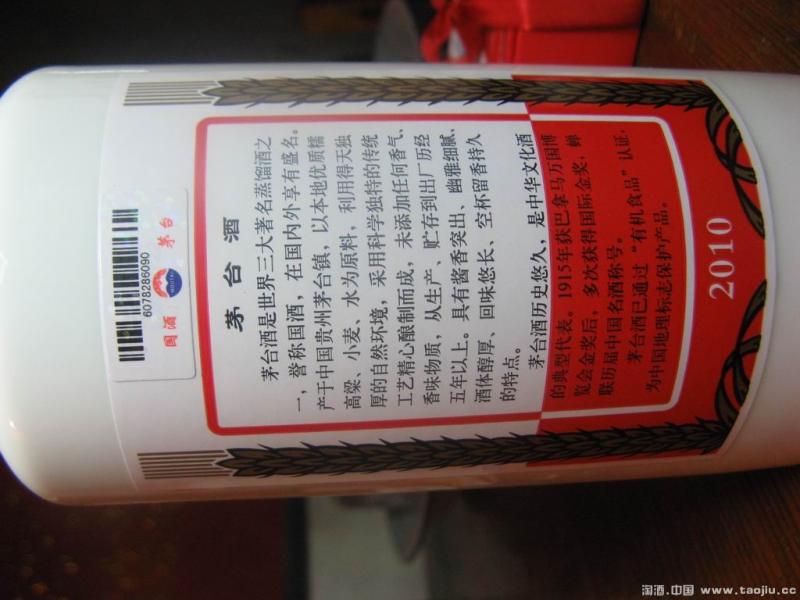 6078286090
国酒 茅台
MOUTAI
茅台酒
茅台酒是世界三大著名蒸馏酒之
一，誉称国酒，在国内外享有盛名。
产于中国贵州茅台镇，以本地优质糯
高粱、小麦、水为原料，利用得天独
厚的自然环境，采用科学独特的传统
工艺精心酿制而成，未添加任何香气、
香味物质，从生产、贮存到出厂历经
五年以上。具有酱香突出，幽雅细腻、
酒体醇厚、回味悠长、空杯留香持久
的特点。
茅台酒历史悠久，是中华文化酒
的典型代表。1915年获巴拿马万国博
览会金奖后，多次获得国际金奖，蝉
联历届中国名酒称号。
茅台酒已通过“有机食品”认证，
为中国地理标志保护产品。
2010
淘酒.中国 www.taojiu.cc